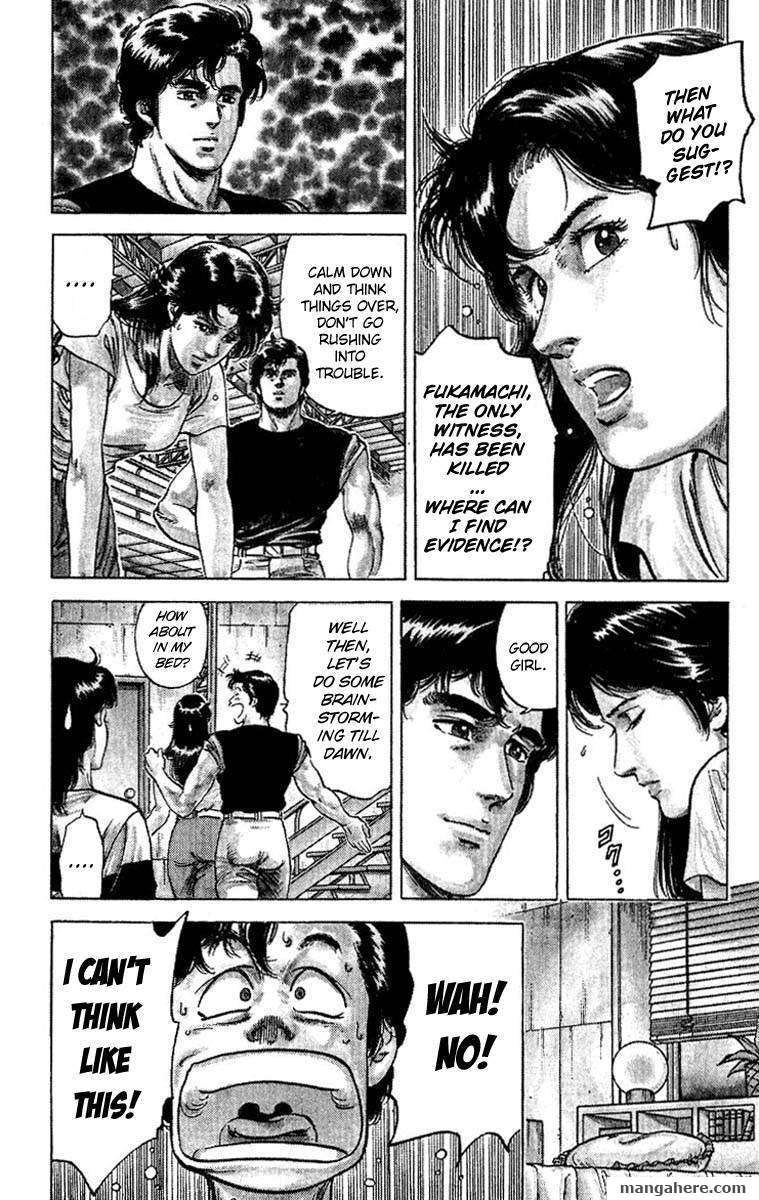 THEN
WHAT
DO YOU
SUG-
GEST!?
FUKAMACHI,
THE ONLY
WITNESS,
HAS BEEN
KILLED
...
WHERE CAN
I FIND
EVIDENCE!?
CALM DOWN
AND THINK
THINGS OVER,
DON'T GO
RUSHING
INTO
TROUBLE.
....
コク...
GOOD
GIRL.
WELL
THEN,
LET'S
DO SOME
BRAIN-
STORM-
ING TILL
DAWN.
HOW
ABOUT
IN MY
BED?
....
WAH!
NO!
I CAN'T
THINK
LIKE
THIS!
mangahere.com